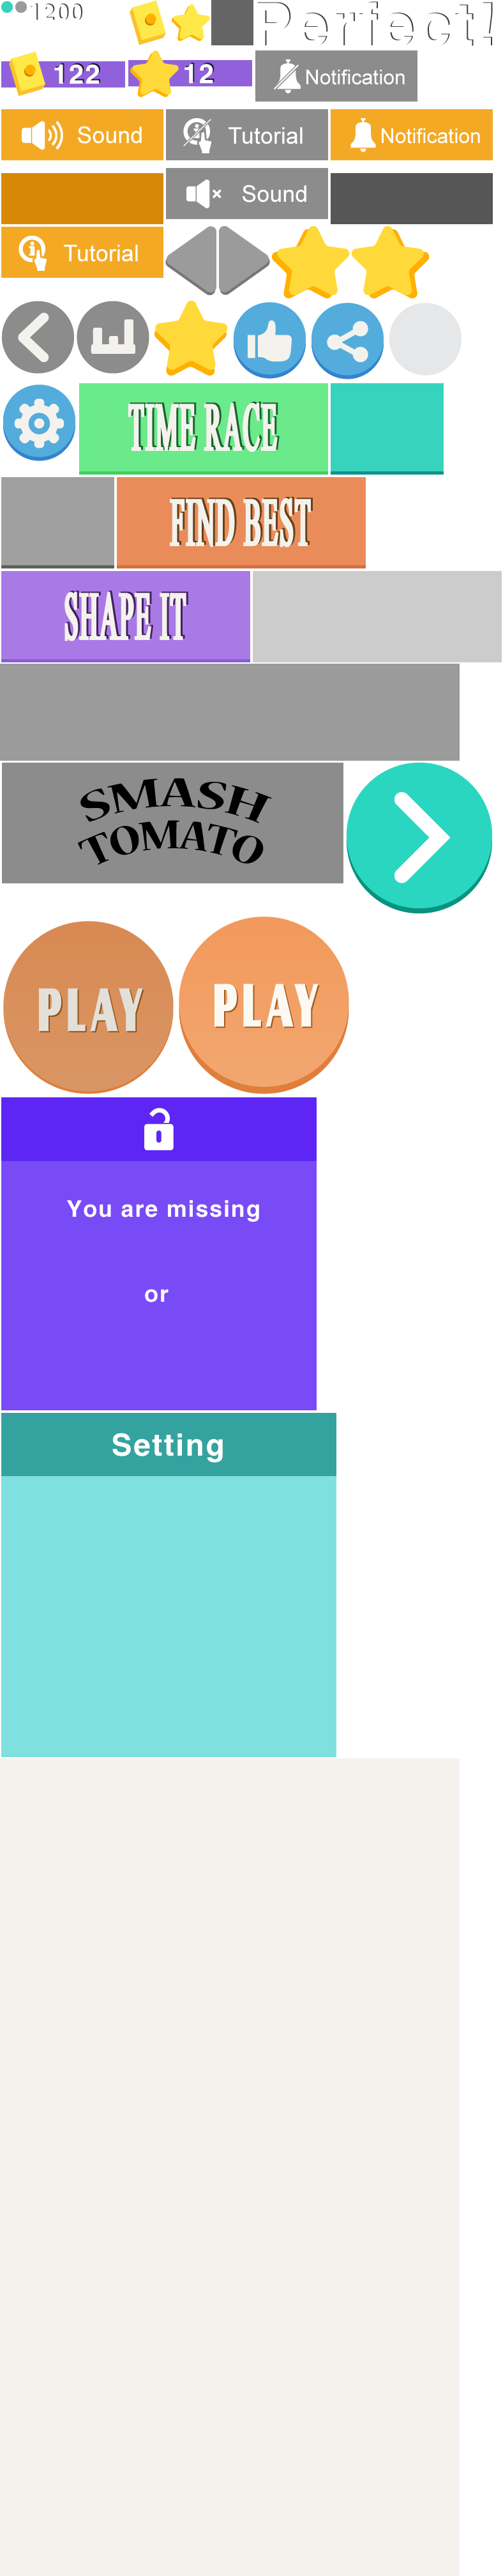 1200
Perfect!
122
12
Notification
Sound
Tutorial
Notification
Sound
Tutorial
TIME RACE
FIND BEST
SHAPE IT
SMASH
TOMATO
PLAY
PLAY
You are missing
or
Setting